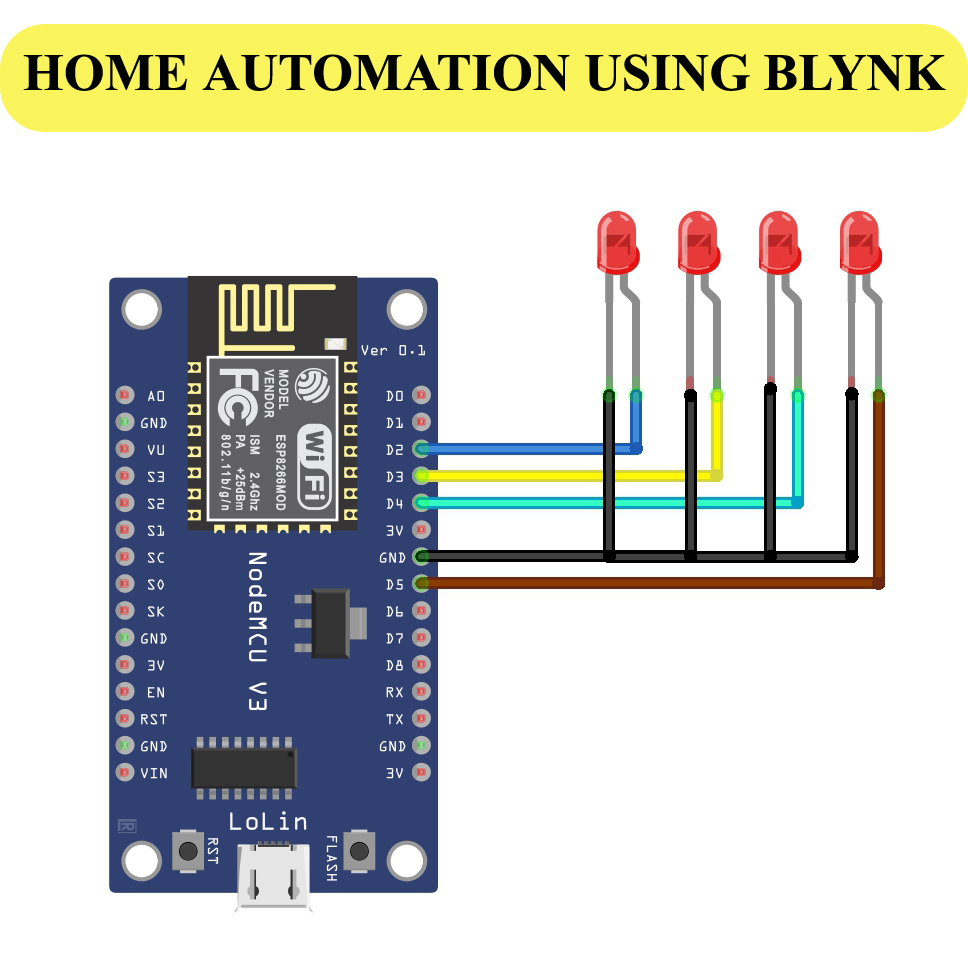 HOME AUTOMATION USING BLYNK
Ver 0.1
MODEL
VENDOR
ESP8266MOD
ISM 2.4GHz
PA +25dBm
802.11b/g/n
FC
WiFi
A0
GND
VU
S3
S2
S1
SC
S0
SK
GND
3V
EN
RST
GND
VIN
D0
D1
D2
D3
D4
3V
GND
D5
D6
D7
D8
RX
TX
GND
3V
NodeMCU V3
LoLin
RST
FLASH